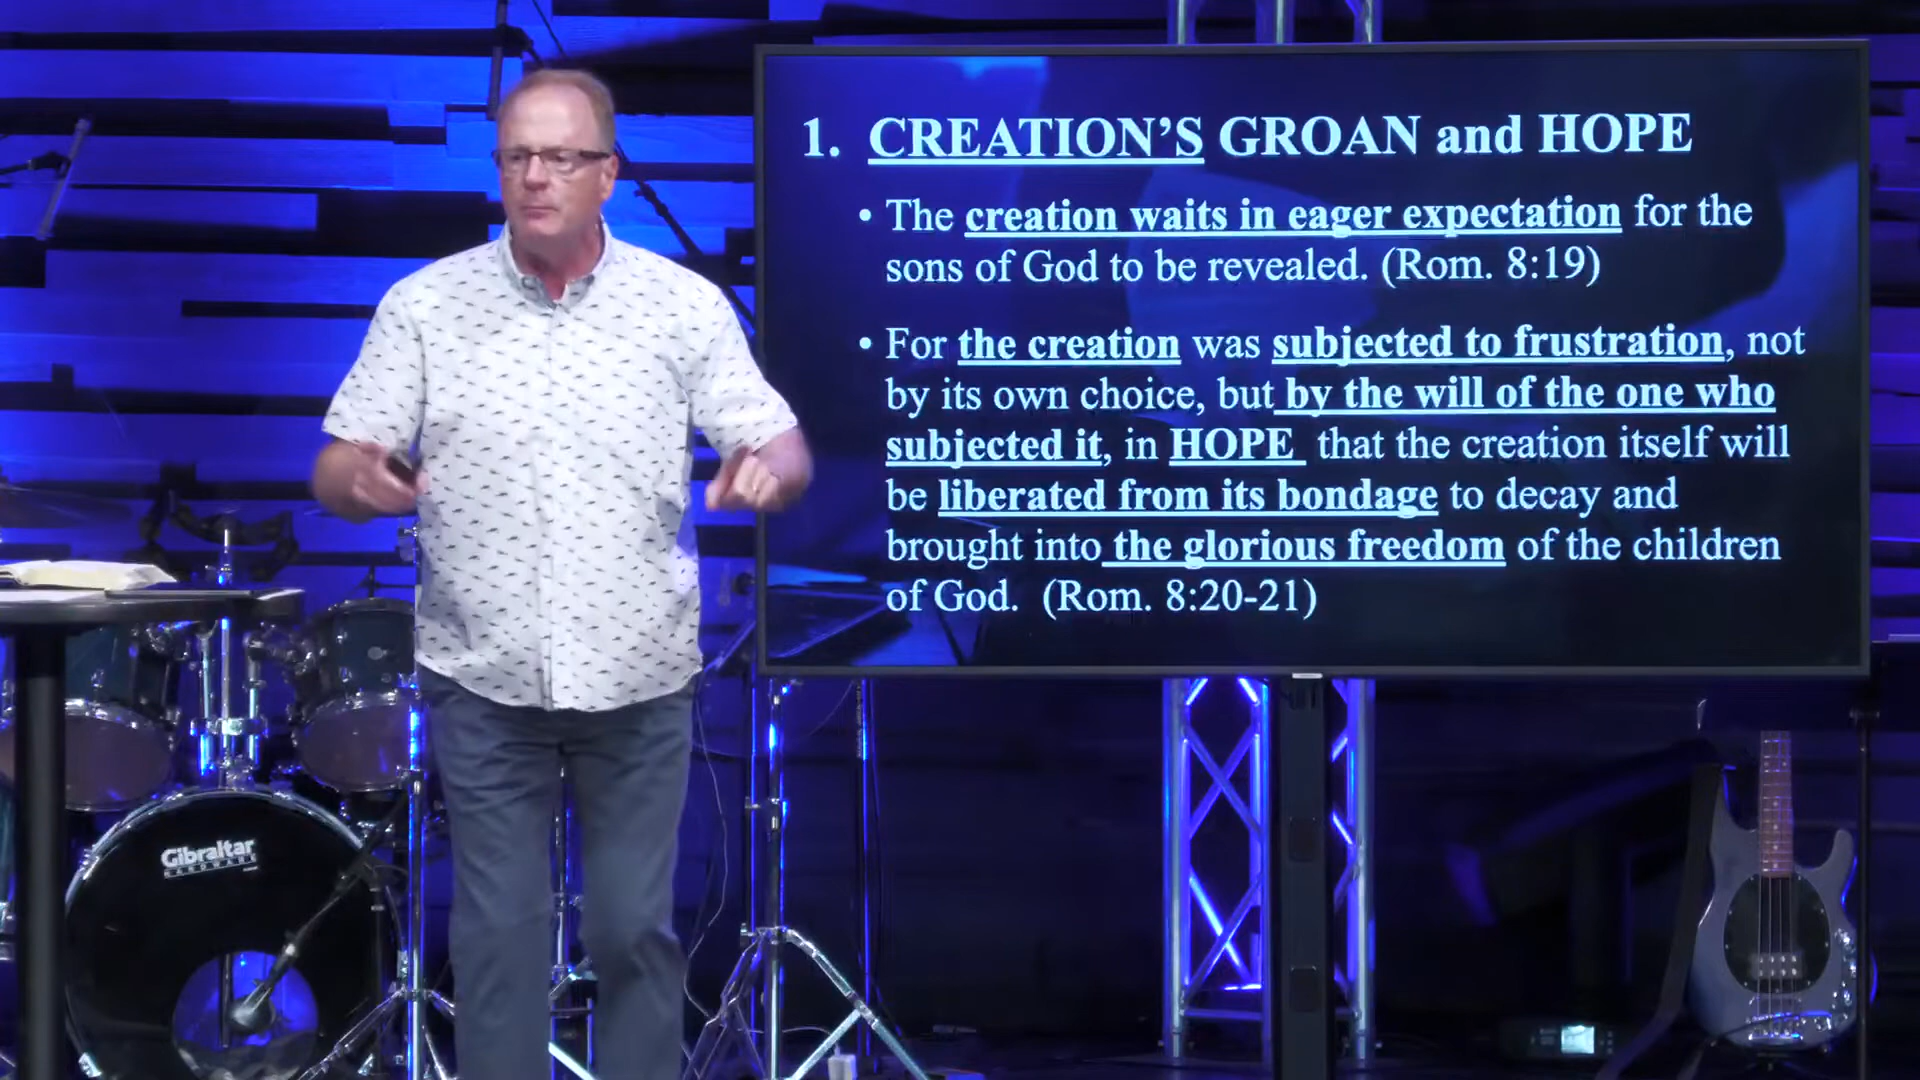 1. CREATION'S GROAN and HOPE
• The creation waits in eager expectation for the
sons of God to be revealed. (Rom. 8:19)
• For the creation was subjected to frustration, not
by its own choice, but by the will of the one who
subjected it, in HOPE that the creation itself will
be liberated from its bondage to decay and
brought into the glorious freedom of the children
of God. (Rom. 8:20-21)
Gibraltar
HARDWARE